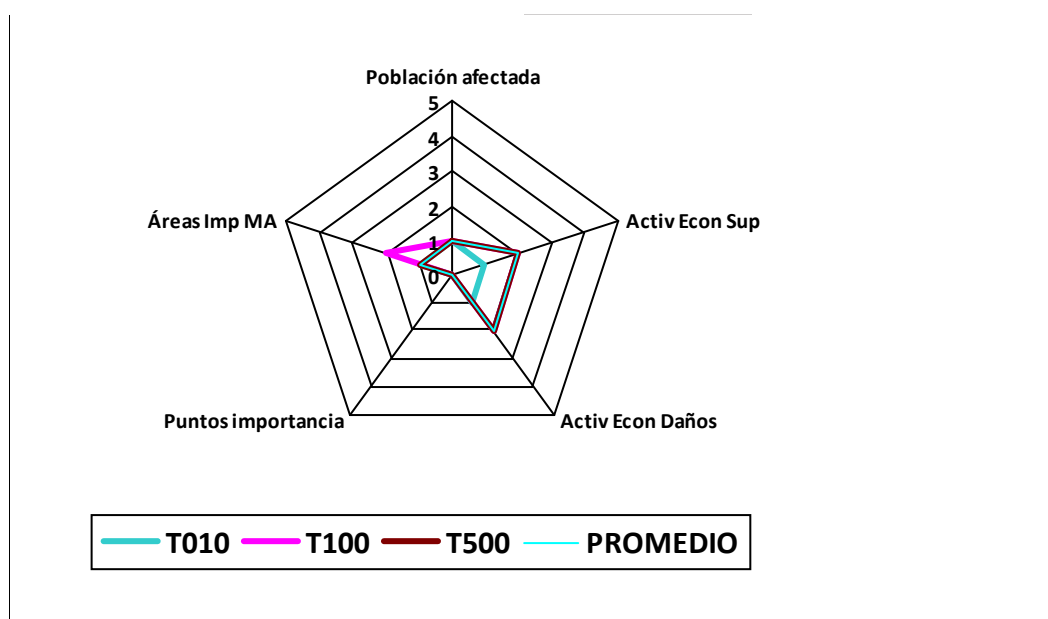 Población afectada
5
4
3
2
1
0
Áreas Imp MA
Activ Econ Sup
Puntos importancia
Activ Econ Daños
T010 T100 T500 PROMEDIO